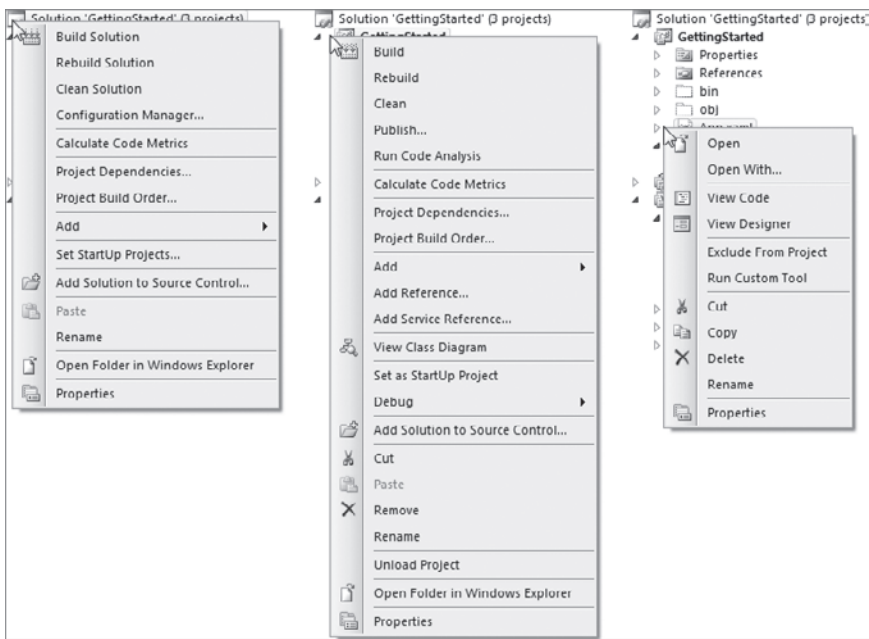 Solution 'GettingStarted' (3 projects)
Build Solution
Rebuild Solution
Clean Solution
Configuration Manager...
Calculate Code Metrics
Project Dependencies...
Project Build Order...
Add
Set StartUp Projects...
Add Solution to Source Control...
Paste
Rename
Open Folder in Windows Explorer
Properties
Solution 'GettingStarted' (3 projects)
GettingStarted
Build
Rebuild
Clean
Publish...
Run Code Analysis
Calculate Code Metrics
Project Dependencies...
Project Build Order...
Add
Add Reference...
Add Service Reference...
View Class Diagram
Set as StartUp Project
Debug
Add Solution to Source Control...
Cut
Paste
Remove
Rename
Unload Project
Open Folder in Windows Explorer
Properties
Solution 'GettingStarted' (3 projects)
GettingStarted
Properties
References
bin
obj
App.xaml
Open
Open With...
View Code
View Designer
Exclude From Project
Run Custom Tool
Cut
Copy
Delete
Rename
Properties